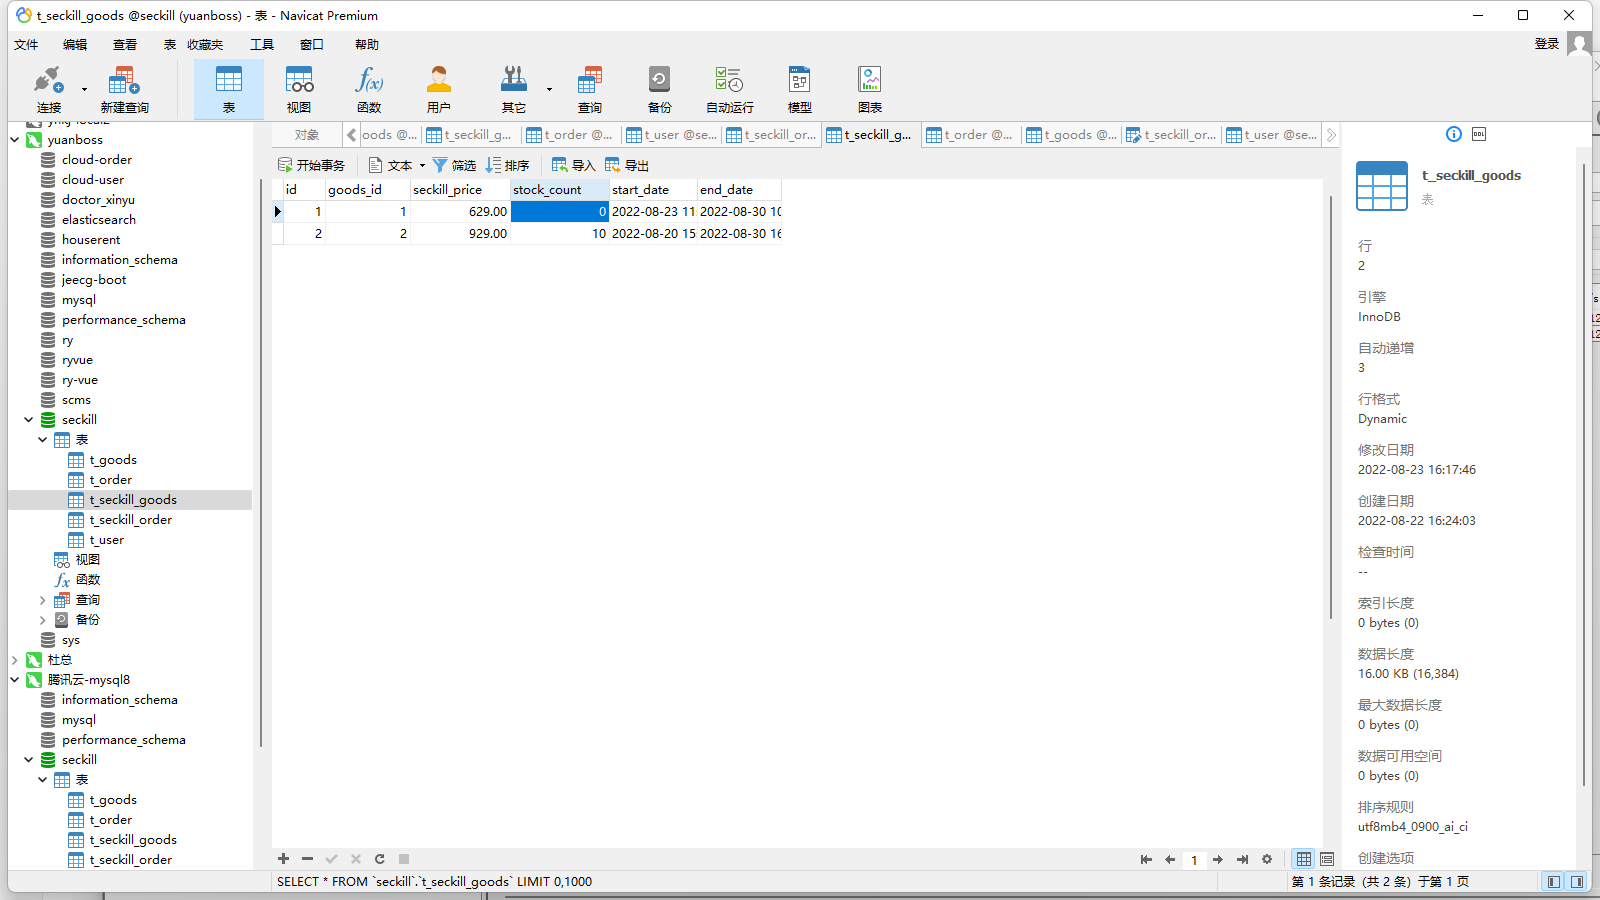 t_seckill_goods @seckill (yuanboss) - 表 - Navicat Premium
文件 编辑 查看 表 收藏夹 工具 窗口 帮助 登录
连接 新建查询 表 视图 函数 用户 其它 查询 备份 自动运行 模型 图表
yuanboss
cloud-order
cloud-user
doctor_xinyu
elasticsearch
houserent
information_schema
jeecg-boot
mysql
performance_schema
ry
ryvue
ry-vue
scms
seckill
表
t_goods
t_order
t_seckill_goods
t_seckill_order
t_user
视图
函数
查询
备份
sys
杜总
腾讯云-mysql8
information_schema
mysql
performance_schema
seckill
表
t_goods
t_order
t_seckill_goods
t_seckill_order
对象 oods @... t_seckill_g... t_order @... t_user @se... t_seckill_or... t_seckill_g... t_order @... t_goods @... t_seckill_or... t_user @se...
开始事务 文本 筛选 排序 导入 导出
id goods_id seckill_price stock_count start_date end_date
1 1 629.00 0 2022-08-23 11: 2022-08-30 10
2 2 929.00 10 2022-08-20 15 2022-08-30 16
1
SELECT * FROM `seckill`.`t_seckill_goods` LIMIT 0,1000
第 1 条记录 (共 2 条) 于第 1 页
DDL
t_seckill_goods
表
行
2
引擎
InnoDB
自动递增
3
行格式
Dynamic
修改日期
2022-08-23 16:17:46
创建日期
2022-08-22 16:24:03
检查时间
--
索引长度
0 bytes (0)
数据长度
16.00 KB (16,384)
最大数据长度
0 bytes (0)
数据可用空间
0 bytes (0)
排序规则
utf8mb4_0900_ai_ci
创建选项